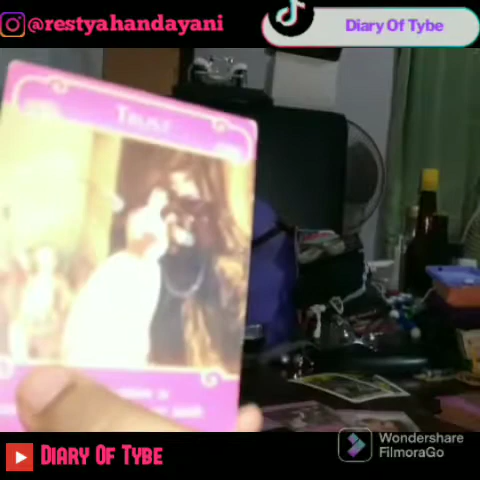 @restyahandayani
Diary Of Tybe
TRUST
DIARY OF TYBE
Wondershare
FilmoraGo